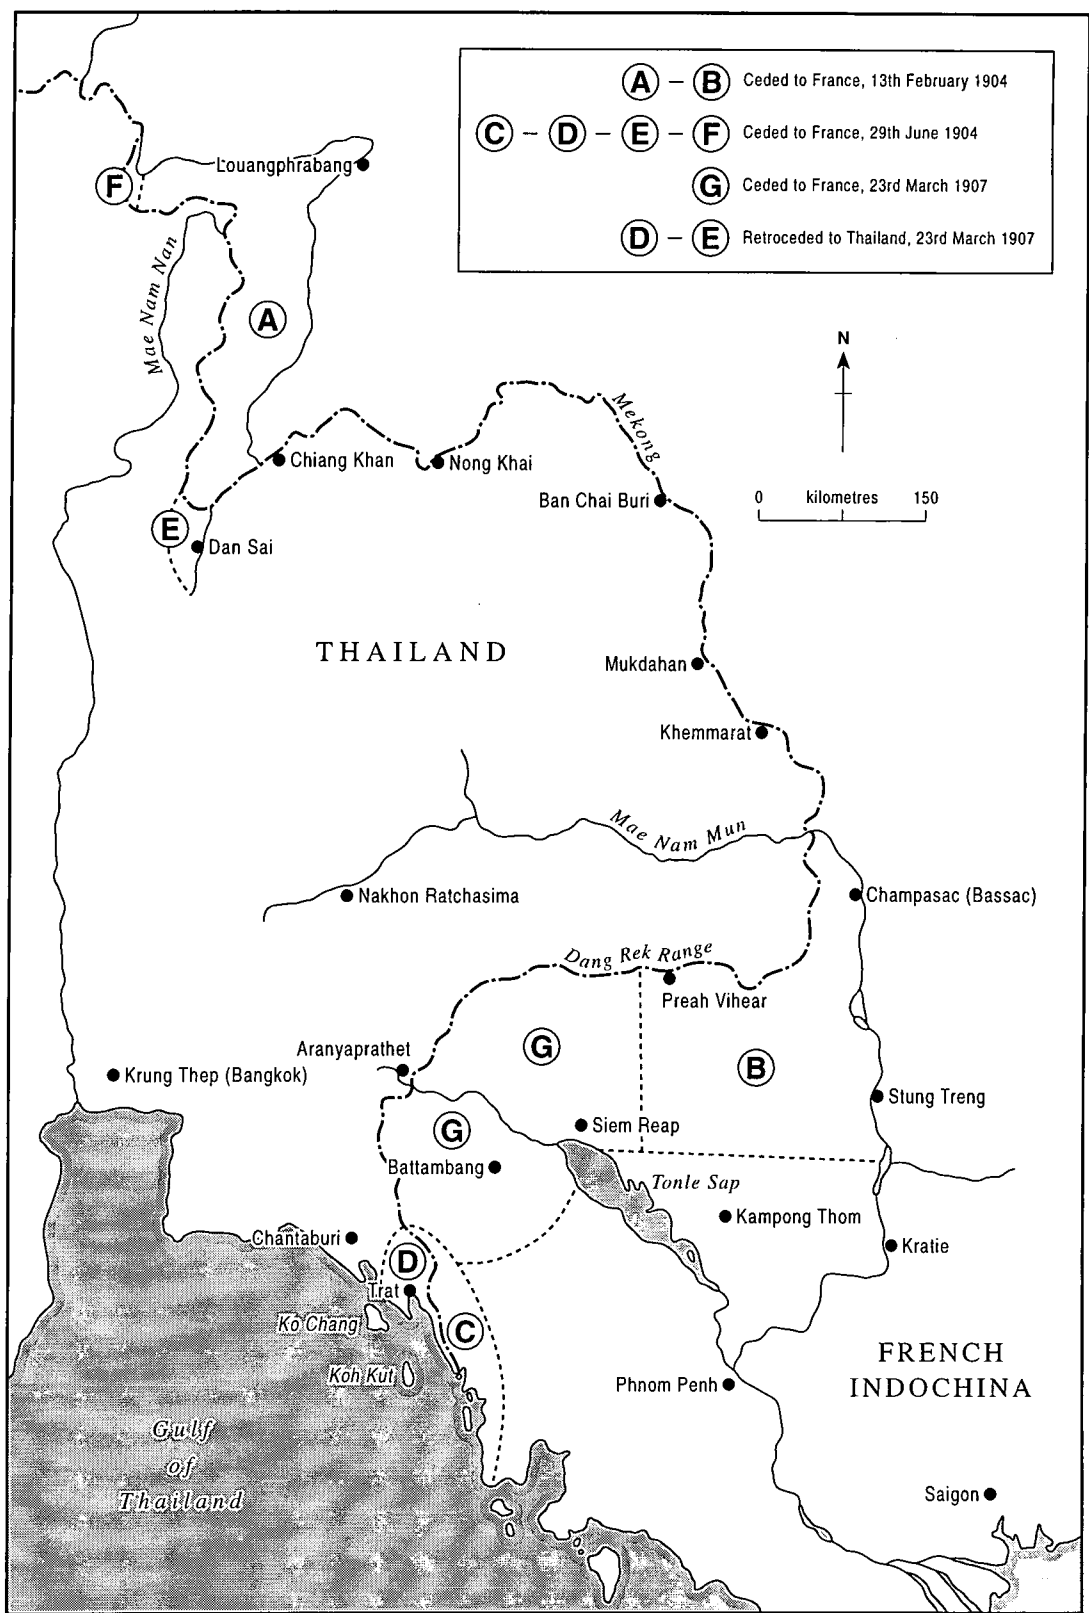 A – B Ceded to France, 13th February 1904
C – D – E – F Ceded to France, 29th June 1904
G Ceded to France, 23rd March 1907
D – E Retroceded to Thailand, 23rd March 1907
Louangphrabang
F
Mae Nam Nan
A
N
Mekong
Chiang Khan
Nong Khai
Ban Chai Buri
0 kilometres 150
E
Dan Sai
THAILAND
Mukdahan
Khemmarat
Mae Nam Mun
Nakhon Ratchasima
Champasac (Bassac)
Dang Rek Range
Preah Vihear
Aranyaprathet
G
B
Krung Thep (Bangkok)
Stung Treng
G
Siem Reap
Battambang
Tonle Sap
Kampong Thom
Chantaburi
Kratie
D
Trat
Ko Chang
C
Koh Kut
Phnom Penh
FRENCH
INDOCHINA
Gulf
of
Thailand
Saigon